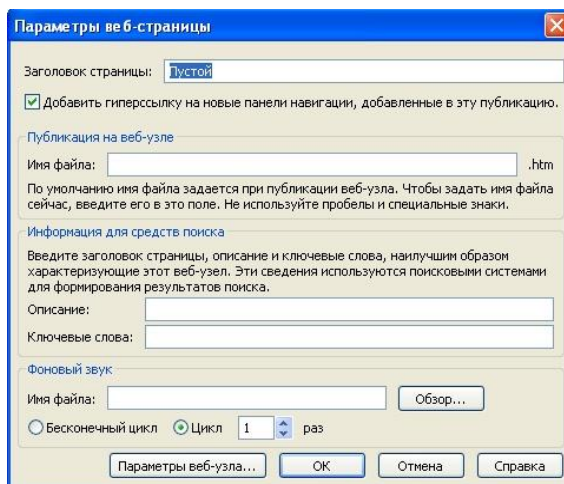 Параметры веб-страницы
Заголовок страницы: Пустой
Добавить гиперссылку на новые панели навигации, добавленные в эту публикацию.
Публикация на веб-узле
Имя файла: .htm
По умолчанию имя файла задается при публикации веб-узла. Чтобы задать имя файла
сейчас, введите его в это поле. Не используйте пробелы и специальные знаки.
Информация для средств поиска
Введите заголовок страницы, описание и ключевые слова, наилучшим образом
характеризующие этот веб-узел. Эти сведения используются поисковыми системами
для формирования результатов поиска.
Описание:
Ключевые слова:
Фоновый звук
Имя файла: Обзор...
Бесконечный цикл Цикл 1 раз
Параметры веб-узла... ОК Отмена Справка